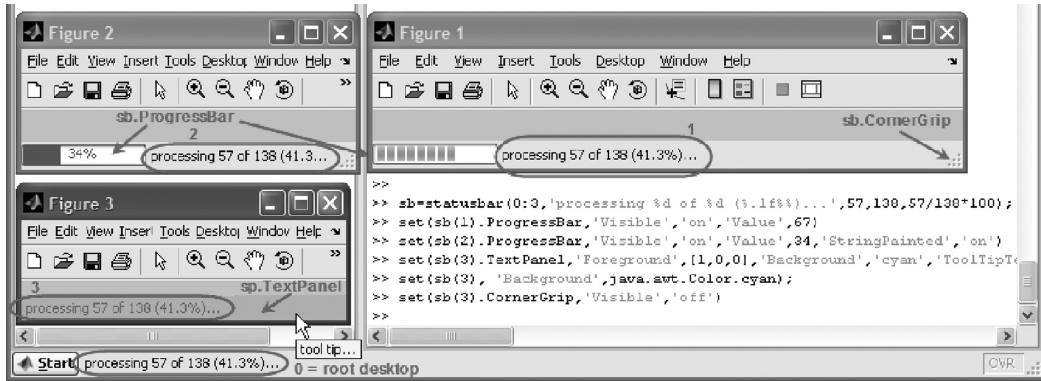 Figure 2
File Edit View Insert Tools Desktop Window Help
sb.ProgressBar
2
34%
processing 57 of 138 (41.3...
Figure 1
File Edit View Insert Tools Desktop Window Help
1
sb.CornerGrip
processing 57 of 138 (41.3%)...
Figure 3
File Edit View Insert Tools Desktop Window Help
3
sp.TextPanel
processing 57 of 138 (41.3%)...
tool tip...
>>
>> sb=statusbar(0:3,'processing %d of %d (%.1f%%)...',57,138,57/138*100);
>> set(sb(1).ProgressBar,'Visible','on','Value',67)
>> set(sb(2).ProgressBar,'Visible','on','Value',34,'StringPainted','on')
>> set(sb(3).TextPanel,'Foreground',[1,0,0],'Background','cyan','ToolTipTe
>> set(sb(3), 'Background',java.awt.Color.cyan);
>> set(sb(3).CornerGrip,'Visible','off')
>>
Start
processing 57 of 138 (41.3%)...
0 = root desktop
OVR